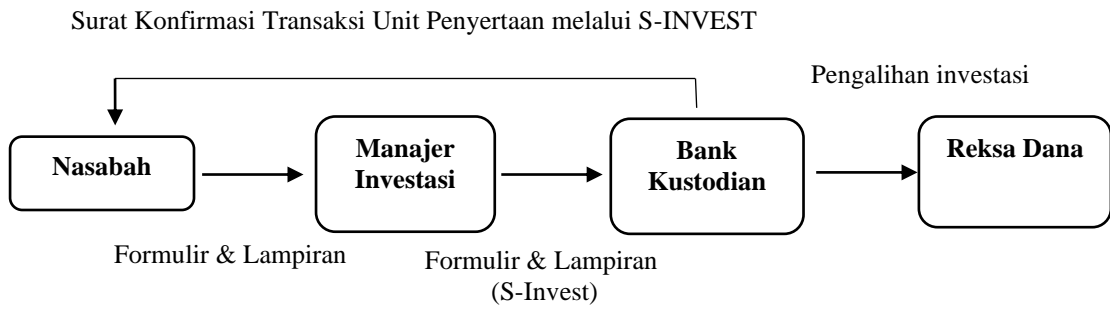 Surat Konfirmasi Transaksi Unit Penyertaan melalui S-INVEST
Pengalihan investasi
Nasabah
Manajer
Investasi
Bank
Kustodian
Reksa Dana
Formulir & Lampiran
Formulir & Lampiran
(S-Invest)